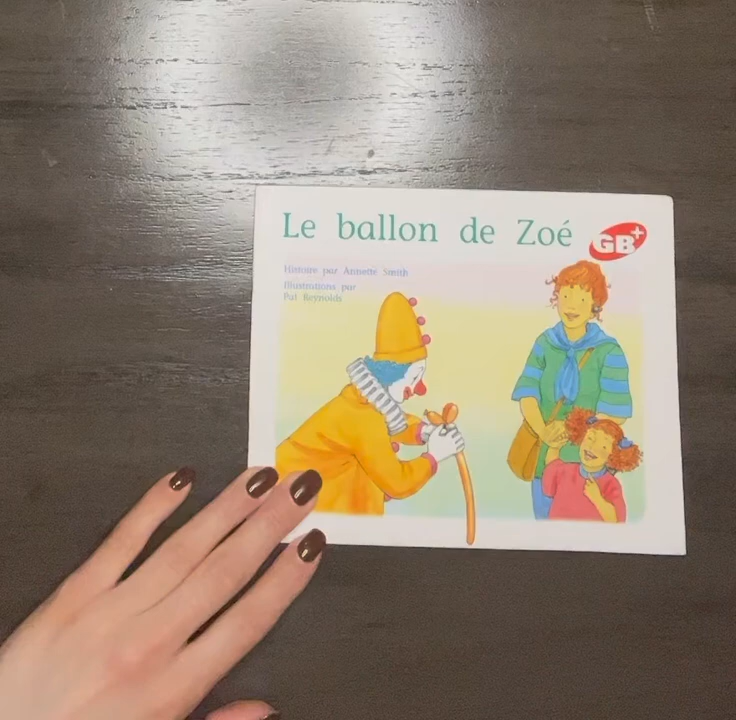 Le ballon de Zoé
GB+
Histoire par Annette Smith
Illustrations par
Pat Reynolds